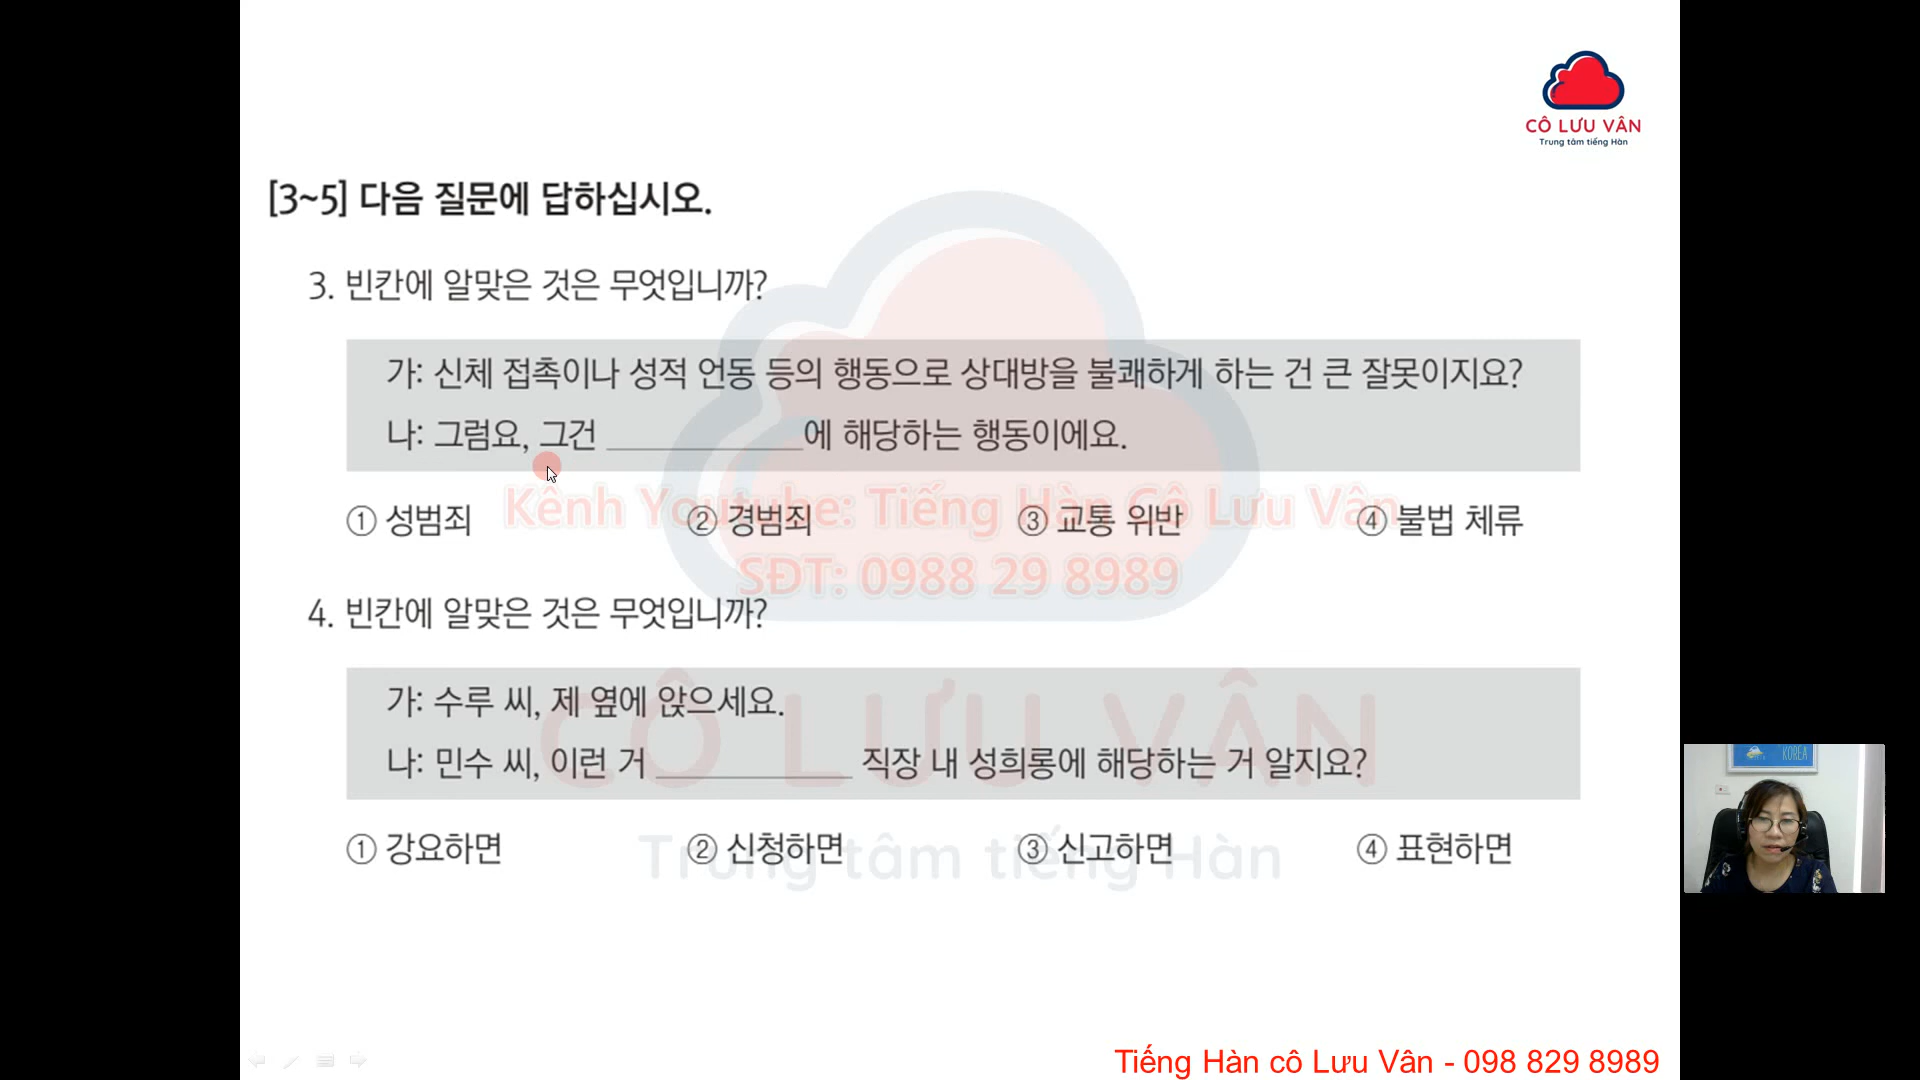 CÔ LƯU VÂN
Trung tâm tiếng Hàn
[3~5] 다음 질문에 답하십시오.
3. 빈칸에 알맞은 것은 무엇입니까?
가: 신체 접촉이나 성적 언동 등의 행동으로 상대방을 불쾌하게 하는 건 큰 잘못이지요?
나: 그럼요, 그건 ____________에 해당하는 행동이에요.
① 성범죄 ② 경범죄 ③ 교통 위반 ④ 불법 체류
Kênh Youtube: Tiếng Hàn Cô Lưu Vân
SĐT: 0988 29 8989
4. 빈칸에 알맞은 것은 무엇입니까?
가: 수루 씨, 제 옆에 앉으세요.
나: 민수 씨, 이런 거 ____________ 직장 내 성희롱에 해당하는 거 알지요?
CÔ LƯU VÂN
① 강요하면 ② 신청하면 ③ 신고하면 ④ 표현하면
Trung tâm tiếng Hàn
KOREA
Tiếng Hàn cô Lưu Vân - 098 829 8989